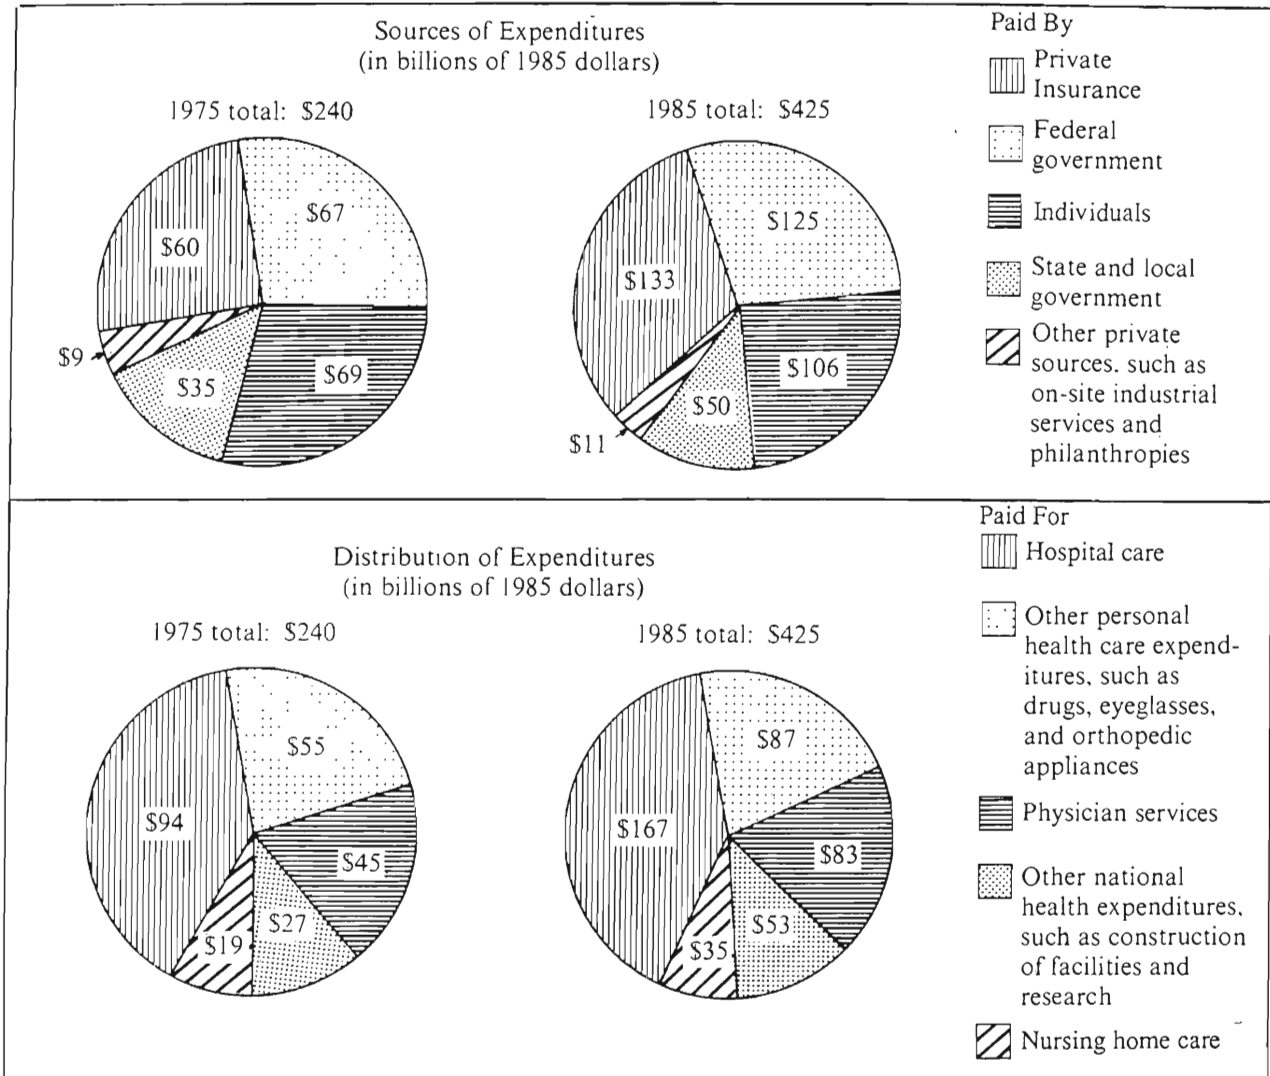 Sources of Expenditures
(in billions of 1985 dollars)
1975 total: $240
$67
$60
$9
$35
$69
1985 total: $425
$125
$133
$106
$50
$11
Paid By
Private
Insurance
Federal
government
Individuals
State and local
government
Other private
sources. such as
on-site industrial
services and
philanthropies
Distribution of Expenditures
(in billions of 1985 dollars)
1975 total: $240
$55
$94
$45
$27
$19
1985 total: $425
$87
$167
$83
$53
$35
Paid For
Hospital care
Other personal
health care expend-
itures, such as
drugs, eyeglasses,
and orthopedic
appliances
Physician services
Other national
health expenditures.
such as construction
of facilities and
research
Nursing home care